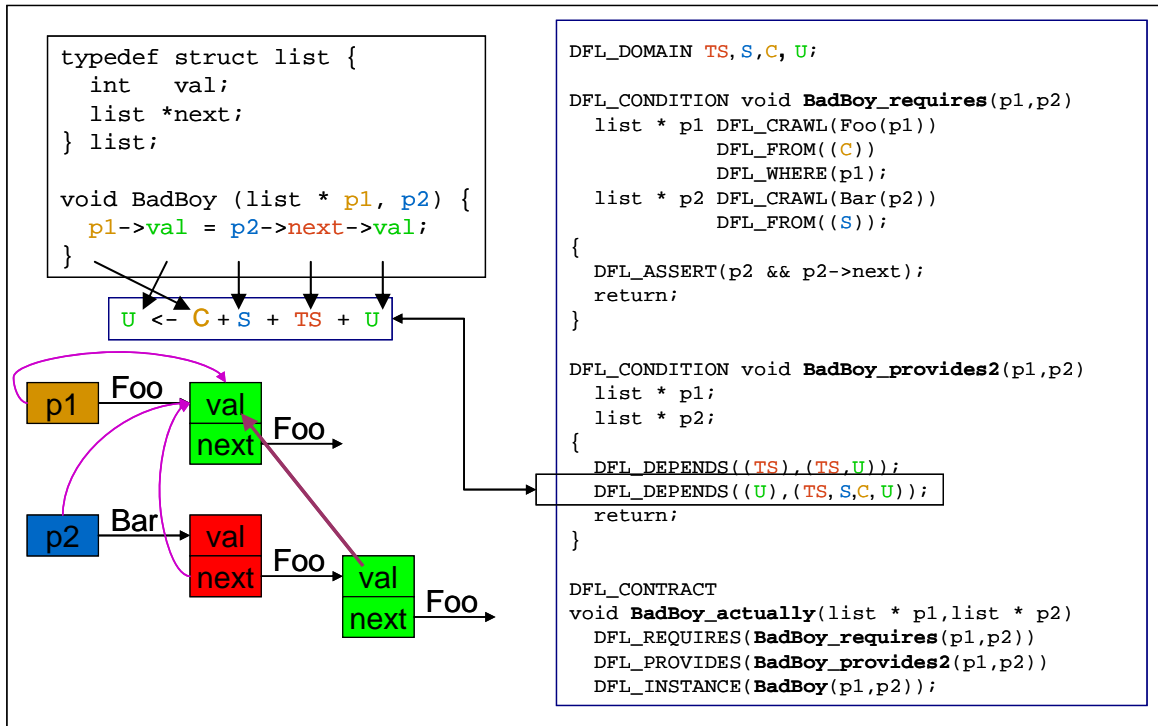 typedef struct list {
int val;
list *next;
} list;
void BadBoy (list * p1, p2) {
p1->val = p2->next->val;
}
U <- C + S + TS + U
p1
Foo
val
next
Foo
p2
Bar
val
next
Foo
val
next
Foo
DFL_DOMAIN TS,S,C, U;
DFL_CONDITION void BadBoy_requires(p1,p2)
list * p1 DFL_CRAWL(Foo(p1))
DFL_FROM((C))
DFL_WHERE(p1);
list * p2 DFL_CRAWL(Bar(p2))
DFL_FROM((S));
{
DFL_ASSERT(p2 && p2->next);
return;
}
DFL_CONDITION void BadBoy_provides2(p1,p2)
list * p1;
list * p2;
{
DFL_DEPENDS((TS),(TS,U));
DFL_DEPENDS((U),(TS,S,C,U));
return;
}
DFL_CONTRACT
void BadBoy_actually(list * p1,list * p2)
DFL_REQUIRES(BadBoy_requires(p1,p2))
DFL_PROVIDES(BadBoy_provides2(p1,p2))
DFL_INSTANCE(BadBoy(p1,p2));